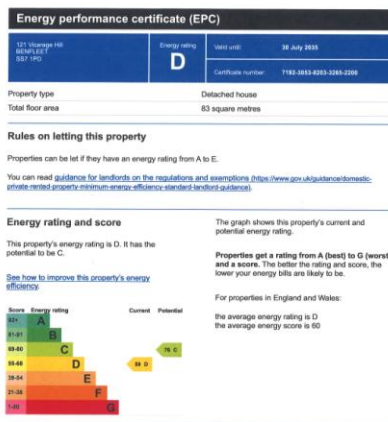 Energy performance certificate (EPC)
121 Vicarage Hill
BENFLEET
SS7 1PD
Energy rating
D
Valid until:
30 July 2035
Certificate number:
7192-3053-8203-3265-2200
Property type
Detached house
Total floor area
83 square metres
Rules on letting this property
Properties can be let if they have an energy rating from A to E.
You can read guidance for landlords on the regulations and exemptions (https://www.gov.uk/guidance/domestic-
private-rented-property-minimum-energy-efficiency-standard-landlord-guidance).
Energy rating and score
This property's energy rating is D. It has the
potential to be C.
See how to improve this property's energy
efficiency.
Score Energy rating Current Potential
92+ A
81-91 B
69-80 C 76 C
55-68 D D
39-54 E
21-38 F
1-20 G
The graph shows this property's current and
potential energy rating.
Properties get a rating from A (best) to G (worst)
and a score. The better the rating and score, the
lower your energy bills are likely to be.
For properties in England and Wales:
the average energy rating is D
the average energy score is 60